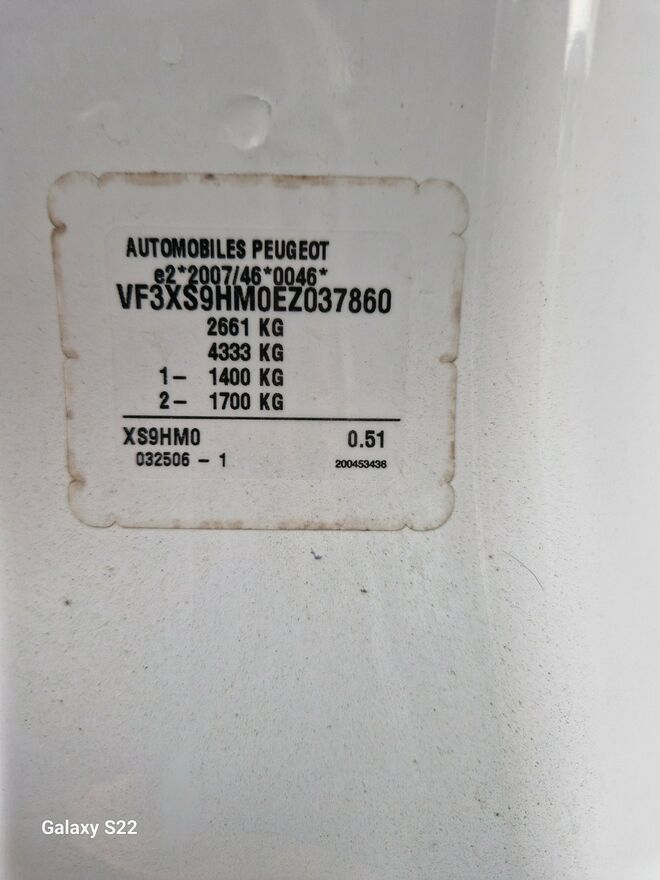 AUTOMOBILES PEUGEOT
e2*2007/46*0046*
VF3XS9HM0EZ037860
2661 KG
4333 KG
1- 1400 KG
2- 1700 KG
XS9HM0 0.51
032506 - 1 200453436
Galaxy S22